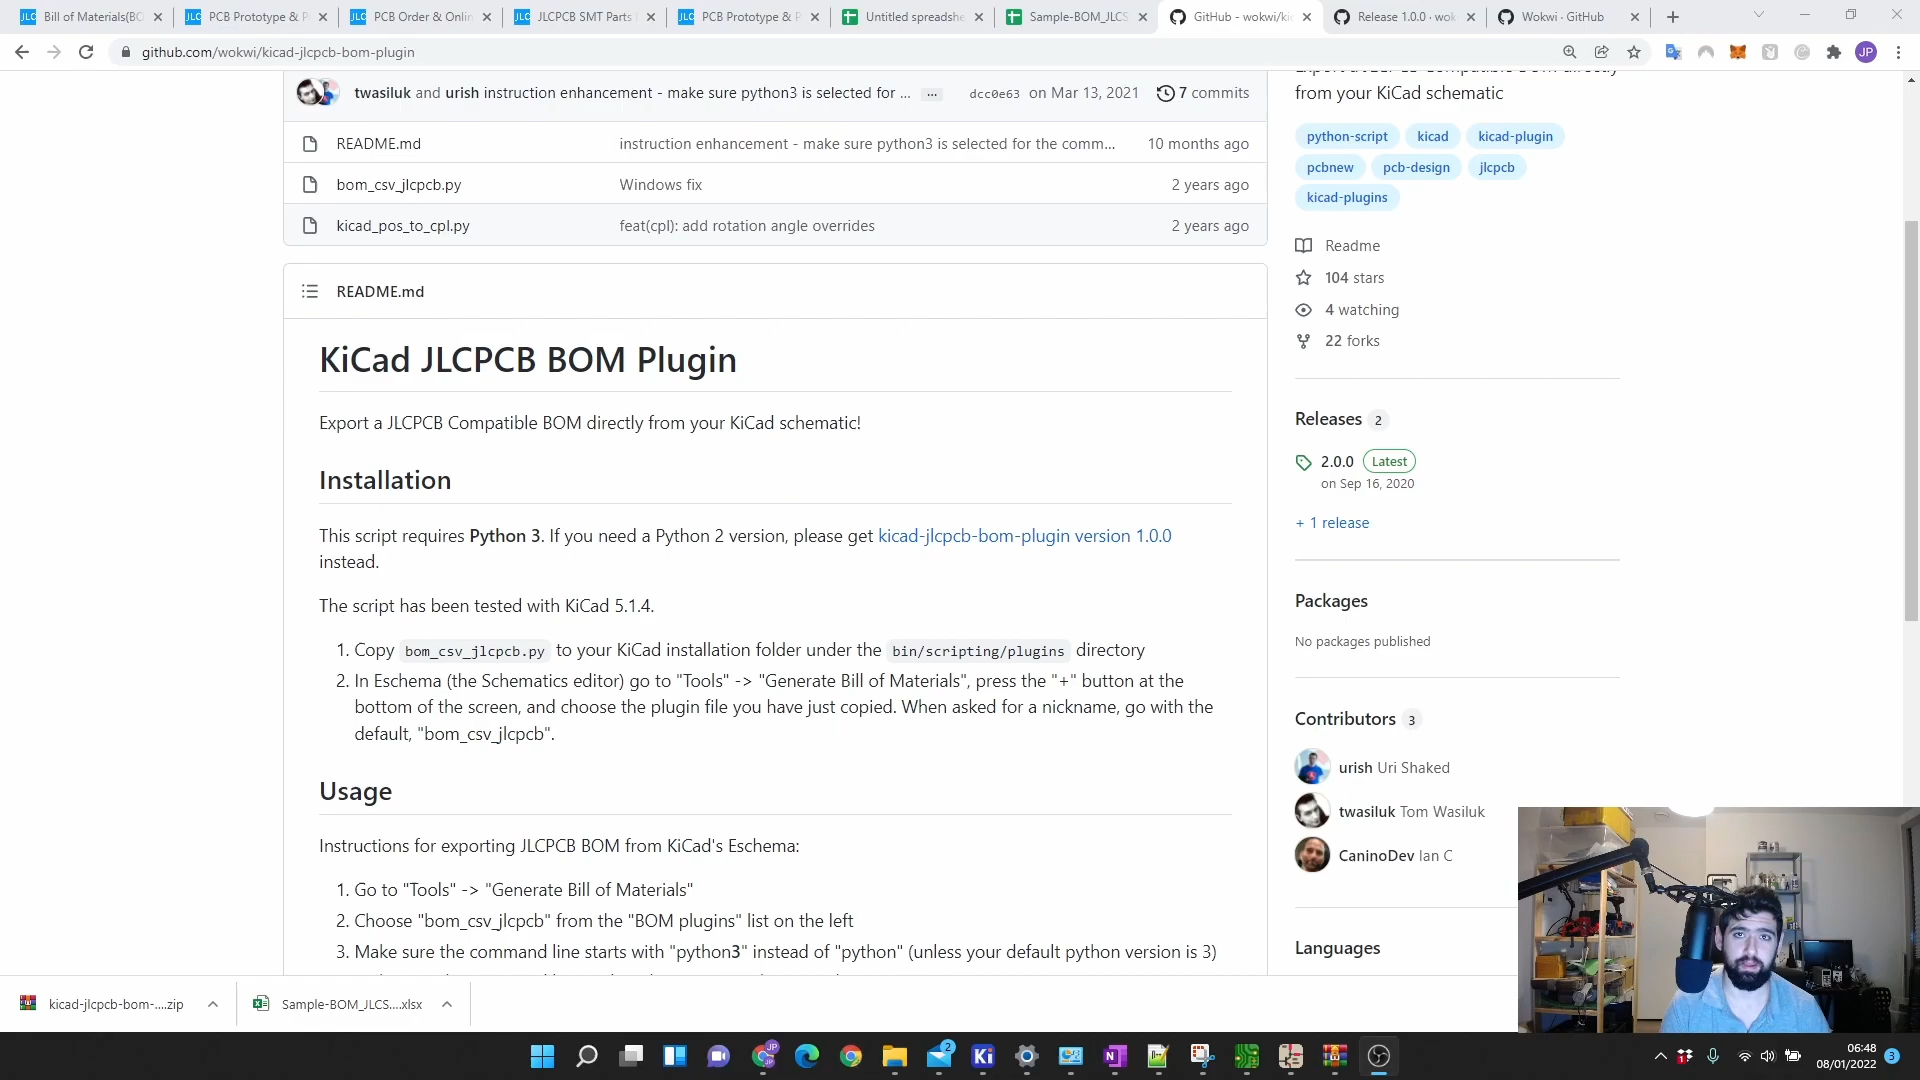 Bill of Materials(BO
PCB Prototype & P
PCB Order & Onlin
JLCPCB SMT Parts
PCB Prototype & P
Untitled spreadshe
Sample-BOM_JLCS
GitHub - wokwi/kic
Release 1.0.0 · wok
Wokwi · GitHub
github.com/wokwi/kicad-jlcpcb-bom-plugin
JP
twasiluk and urish instruction enhancement - make sure python3 is selected for ... ... dcc0e63 on Mar 13, 2021 7 commits
README.md instruction enhancement - make sure python3 is selected for the comm... 10 months ago
bom_csv_jlcpcb.py Windows fix 2 years ago
kicad_pos_to_cpl.py feat(cpl): add rotation angle overrides 2 years ago
README.md
KiCad JLCPCB BOM Plugin
Export a JLCPCB Compatible BOM directly from your KiCad schematic!
Installation
This script requires Python 3. If you need a Python 2 version, please get kicad-jlcpcb-bom-plugin version 1.0.0
instead.
The script has been tested with KiCad 5.1.4.
1. Copy bom_csv_jlcpcb.py to your KiCad installation folder under the bin/scripting/plugins directory
2. In Eschema (the Schematics editor) go to "Tools" -> "Generate Bill of Materials", press the "+" button at the
bottom of the screen, and choose the plugin file you have just copied. When asked for a nickname, go with the
default, "bom_csv_jlcpcb".
Usage
Instructions for exporting JLCPCB BOM from KiCad's Eschema:
1. Go to "Tools" -> "Generate Bill of Materials"
2. Choose "bom_csv_jlcpcb" from the "BOM plugins" list on the left
3. Make sure the command line starts with "python3" instead of "python" (unless your default python version is 3)
from your KiCad schematic
python-script kicad kicad-plugin
pcbnew pcb-design jlcpcb
kicad-plugins
Readme
104 stars
4 watching
22 forks
Releases 2
2.0.0 Latest
on Sep 16, 2020
+ 1 release
Packages
No packages published
Contributors 3
urish Uri Shaked
twasiluk Tom Wasiluk
CaninoDev Ian C
Languages
kicad-jlcpcb-bom-....zip
Sample-BOM_JLCS....xlsx
06:48
08/01/2022
3